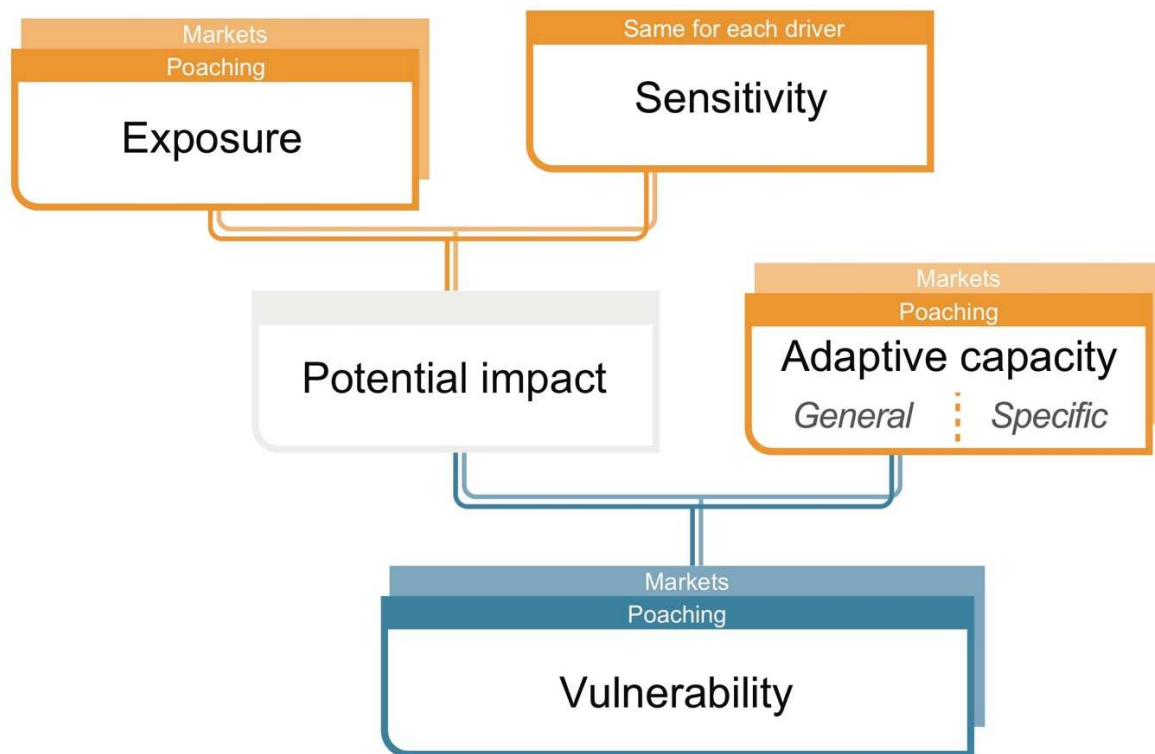 Markets
Poaching
Exposure
Same for each driver
Sensitivity
Potential impact
Markets
Poaching
Adaptive capacity
General Specific
Markets
Poaching
Vulnerability